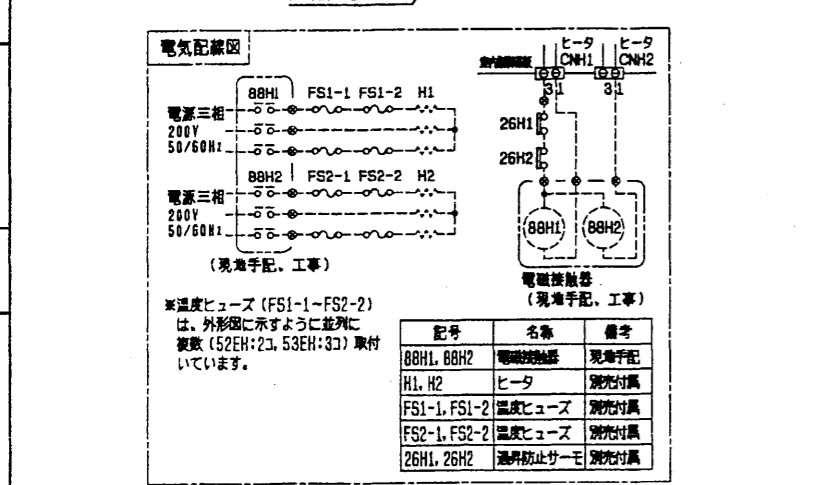 電気配線図
88H1 FS1-1 FS1-2 H1
電源三相
200V
50/60Hz
88H2 FS2-1 FS2-2 H2
電源三相
200V
50/60Hz
(現地手配、工事)
※温度ヒューズ(FS1-1~FS2-2)
は、外形図に示すように並列に
複数(52EH:2コ, 53EH:3コ)取付
いています。
ヒータ
CNH1
ヒータ
CNH2
3 1
3 1
26H1
26H2
88H1
88H2
電磁接触器
(現地手配、工事)
記号 名称 備考
88H1, 88H2 電磁接触器 現地手配
H1, H2 ヒータ 別売付属
FS1-1, FS1-2 温度ヒューズ 別売付属
FS2-1, FS2-2 温度ヒューズ 別売付属
26H1, 26H2 過昇防止サーモ 別売付属